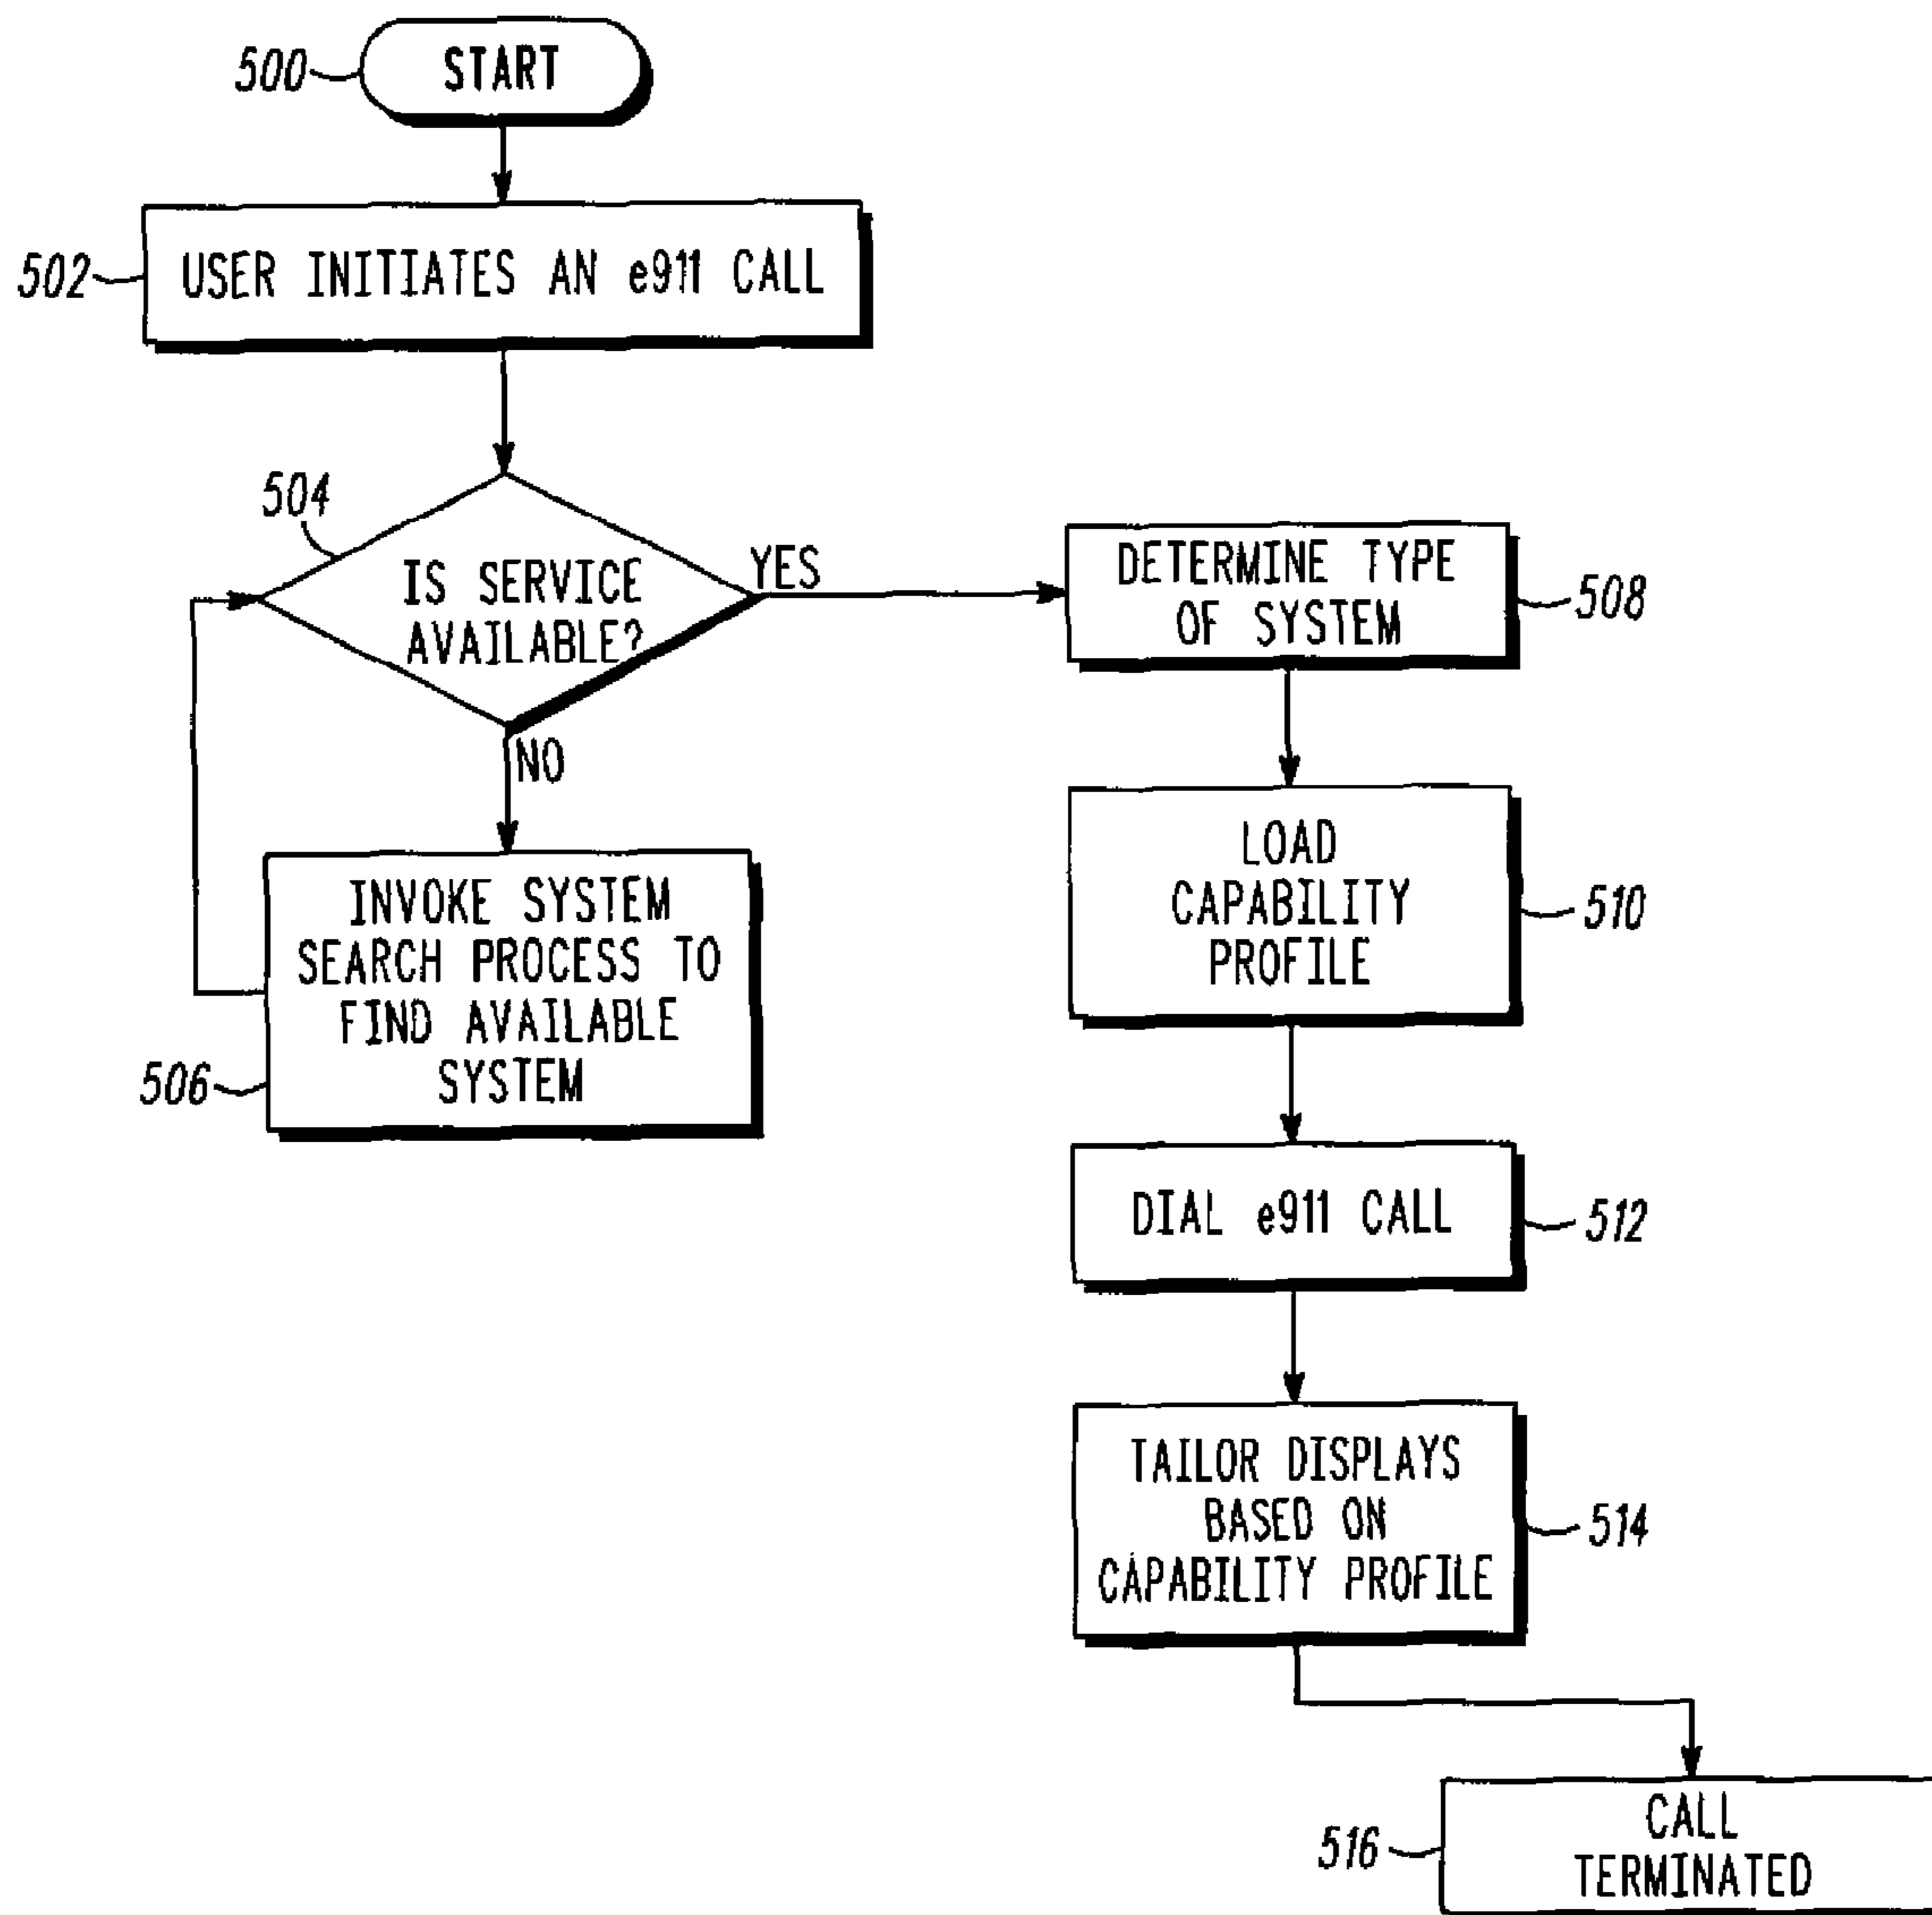 500
START
502
USER INITIATES AN e911 CALL
504
IS SERVICE
AVAILABLE?
YES
NO
INVOKE SYSTEM
SEARCH PROCESS TO
FIND AVAILABLE
SYSTEM
506
DETERMINE TYPE
OF SYSTEM
508
LOAD
CAPABILITY
PROFILE
510
DIAL e911 CALL
512
TAILOR DISPLAYS
BASED ON
CAPABILITY PROFILE
514
516
CALL
TERMINATED